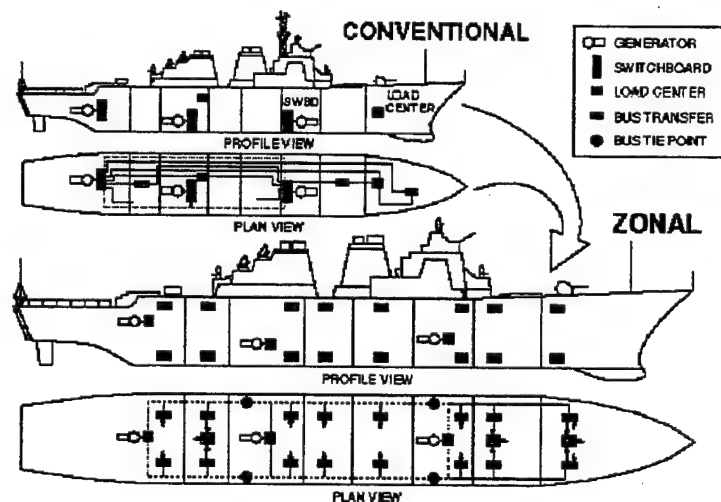 CONVENTIONAL
GENERATOR
SWITCHBOARD
LOAD CENTER
BUS TRANSFER
BUS TIE POINT
SWBD
LOAD
CENTER
PROFILE VIEW
PLAN VIEW
ZONAL
PROFILE VIEW
PLAN VIEW